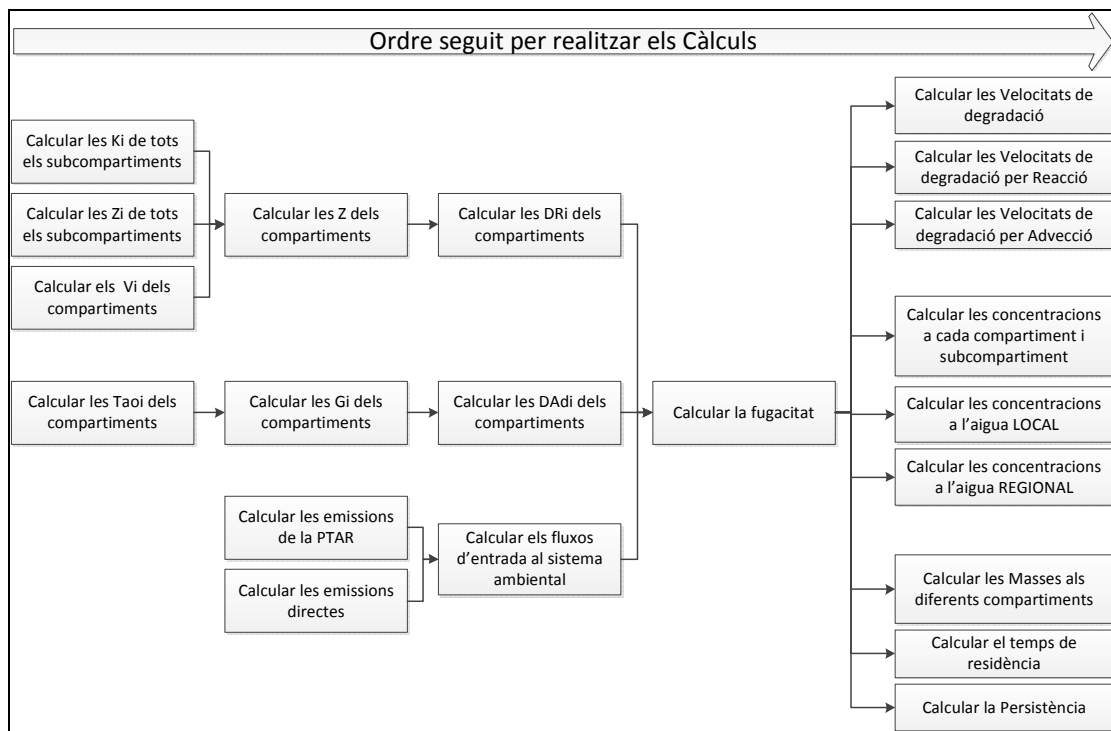 Ordre seguit per realitzar els Càlculs
Calcular les Ki de tots
els subcompartiments
Calcular les Zi de tots
els subcompartiments
Calcular els Vi dels
compartiments
Calcular les Taoi dels
compartiments
Calcular les Z dels
compartiments
Calcular les Gi dels
compartiments
Calcular les emissions
de la PTAR
Calcular les emissions
directes
Calcular les DRi dels
compartiments
Calcular les DAdi dels
compartiments
Calcular els fluxos
d'entrada al sistema
ambiental
Calcular la fugacitat
Calcular les Velocitats de
degradació
Calcular les Velocitats de
degradació per Reacció
Calcular les Velocitats de
degradació per Advecció
Calcular les concentracions
a cada compartiment i
subcompartiment
Calcular les concentracions
a l'aigua LOCAL
Calcular les concentracions
a l'aigua REGIONAL
Calcular les Masses als
diferents compartiments
Calcular el temps de
residència
Calcular la Persistència